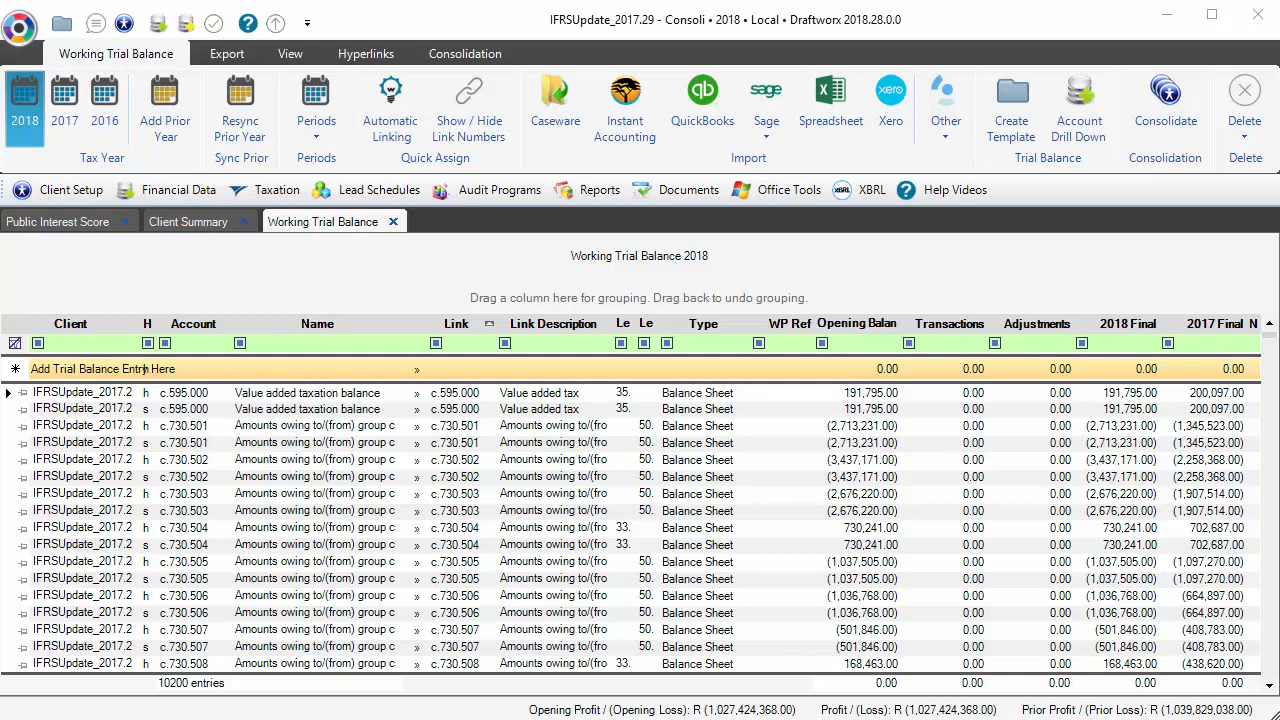 IFRSUpdate_2017.29 - Consoli • 2018 • Local • Draftworx 2018.28.0.0
Working Trial Balance Export View Hyperlinks Consolidation
2018 2017 2016 Add Prior Year Resync Prior Year Periods Automatic Linking Show / Hide Link Numbers Caseware Instant Accounting QuickBooks Sage Spreadsheet Xero Other Create Template Account Drill Down Consolidate Delete
Tax Year Sync Prior Periods Quick Assign Import Trial Balance Consolidation Delete
Client Setup Financial Data Taxation Lead Schedules Audit Programs Reports Documents Office Tools XBRL XBRL Help Videos
Public Interest Score Client Summary Working Trial Balance
Working Trial Balance 2018
Drag a column here for grouping. Drag back to undo grouping.
Client H Account Name Link Link Description Le Le Type WP Ref Opening Balan Transactions Adjustments 2018 Final 2017 Final N
Add Trial Balance Entry Here » 0.00 0.00 0.00 0.00 0.00
IFRSUpdate_2017.2 h c.595.000 Value added taxation balance » c.595.000 Value added tax 35. Balance Sheet 191,795.00 0.00 0.00 191,795.00 200,097.00
IFRSUpdate_2017.2 s c.595.000 Value added taxation balance » c.595.000 Value added tax 35. Balance Sheet 191,795.00 0.00 0.00 191,795.00 200,097.00
IFRSUpdate_2017.2 h c.730.501 Amounts owing to/(from) group c » c.730.501 Amounts owing to/(fro 50. Balance Sheet (2,713,231.00) 0.00 0.00 (2,713,231.00) (1,345,523.00)
IFRSUpdate_2017.2 s c.730.501 Amounts owing to/(from) group c » c.730.501 Amounts owing to/(fro 50. Balance Sheet (2,713,231.00) 0.00 0.00 (2,713,231.00) (1,345,523.00)
IFRSUpdate_2017.2 h c.730.502 Amounts owing to/(from) group c » c.730.502 Amounts owing to/(fro 50. Balance Sheet (3,437,171.00) 0.00 0.00 (3,437,171.00) (2,258,368.00)
IFRSUpdate_2017.2 s c.730.502 Amounts owing to/(from) group c » c.730.502 Amounts owing to/(fro 50. Balance Sheet (3,437,171.00) 0.00 0.00 (3,437,171.00) (2,258,368.00)
IFRSUpdate_2017.2 h c.730.503 Amounts owing to/(from) group c » c.730.503 Amounts owing to/(fro 50. Balance Sheet (2,676,220.00) 0.00 0.00 (2,676,220.00) (1,907,514.00)
IFRSUpdate_2017.2 s c.730.503 Amounts owing to/(from) group c » c.730.503 Amounts owing to/(fro 50. Balance Sheet (2,676,220.00) 0.00 0.00 (2,676,220.00) (1,907,514.00)
IFRSUpdate_2017.2 h c.730.504 Amounts owing to/(from) group c » c.730.504 Amounts owing to/(fro 33. Balance Sheet 730,241.00 0.00 0.00 730,241.00 702,687.00
IFRSUpdate_2017.2 s c.730.504 Amounts owing to/(from) group c » c.730.504 Amounts owing to/(fro 33. Balance Sheet 730,241.00 0.00 0.00 730,241.00 702,687.00
IFRSUpdate_2017.2 h c.730.505 Amounts owing to/(from) group c » c.730.505 Amounts owing to/(fro 50. Balance Sheet (1,037,505.00) 0.00 0.00 (1,037,505.00) (1,097,270.00)
IFRSUpdate_2017.2 s c.730.505 Amounts owing to/(from) group c » c.730.505 Amounts owing to/(fro 50. Balance Sheet (1,037,505.00) 0.00 0.00 (1,037,505.00) (1,097,270.00)
IFRSUpdate_2017.2 h c.730.506 Amounts owing to/(from) group c » c.730.506 Amounts owing to/(fro 50. Balance Sheet (1,036,768.00) 0.00 0.00 (1,036,768.00) (664,897.00)
IFRSUpdate_2017.2 s c.730.506 Amounts owing to/(from) group c » c.730.506 Amounts owing to/(fro 50. Balance Sheet (1,036,768.00) 0.00 0.00 (1,036,768.00) (664,897.00)
IFRSUpdate_2017.2 h c.730.507 Amounts owing to/(from) group c » c.730.507 Amounts owing to/(fro 50. Balance Sheet (501,846.00) 0.00 0.00 (501,846.00) (408,783.00)
IFRSUpdate_2017.2 s c.730.507 Amounts owing to/(from) group c » c.730.507 Amounts owing to/(fro 50. Balance Sheet (501,846.00) 0.00 0.00 (501,846.00) (408,783.00)
IFRSUpdate_2017.2 h c.730.508 Amounts owing to/(from) group c » c.730.508 Amounts owing to/(fro 33. Balance Sheet 168,463.00 0.00 0.00 168,463.00 (438,620.00)
10200 entries 0.00 0.00 0.00 0.00 0.00
Opening Profit / (Opening Loss): R (1,027,424,368.00) Profit / (Loss): R (1,027,424,368.00) Prior Profit / (Prior Loss): R (1,039,829,038.00)